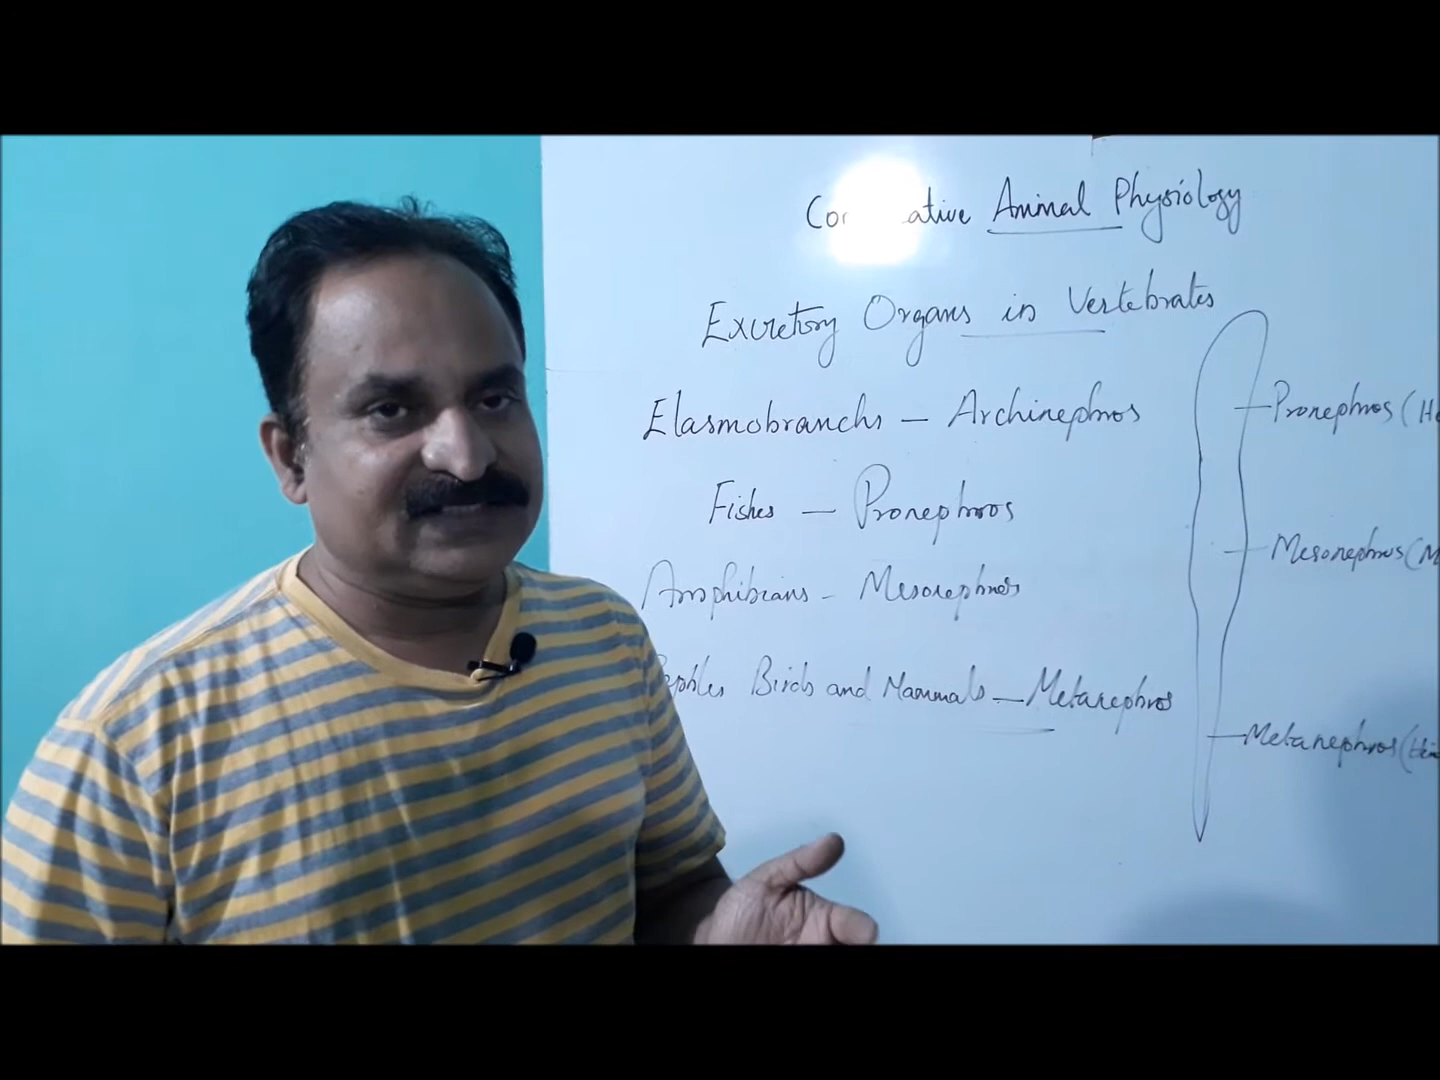 Animal Physiology
Excretory Organs in Vertebrates
Elasmobranchs - Archinephros
Fishes - Pronephros
Amphibians - Mesonephros
Birds and Mammals - Metanephros
Pronephros (
Mesonephros (
Metanephros (